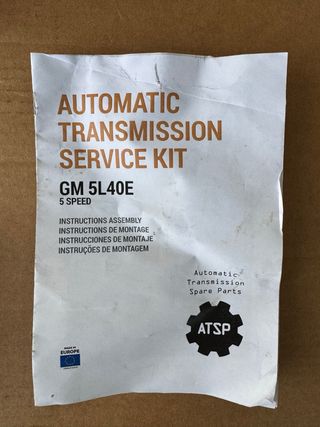 AUTOMATIC
TRANSMISSION
SERVICE KIT
GM 5L40E
5 SPEED
INSTRUCTIONS ASSEMBLY
INSTRUCTIONS DE MONTAGE
INSTRUCCIONES DE MONTAJE
INSTRUÇÕES DE MONTAGEM
Automatic
Transmission
Spare Parts
ATSP
MADE IN
EUROPE